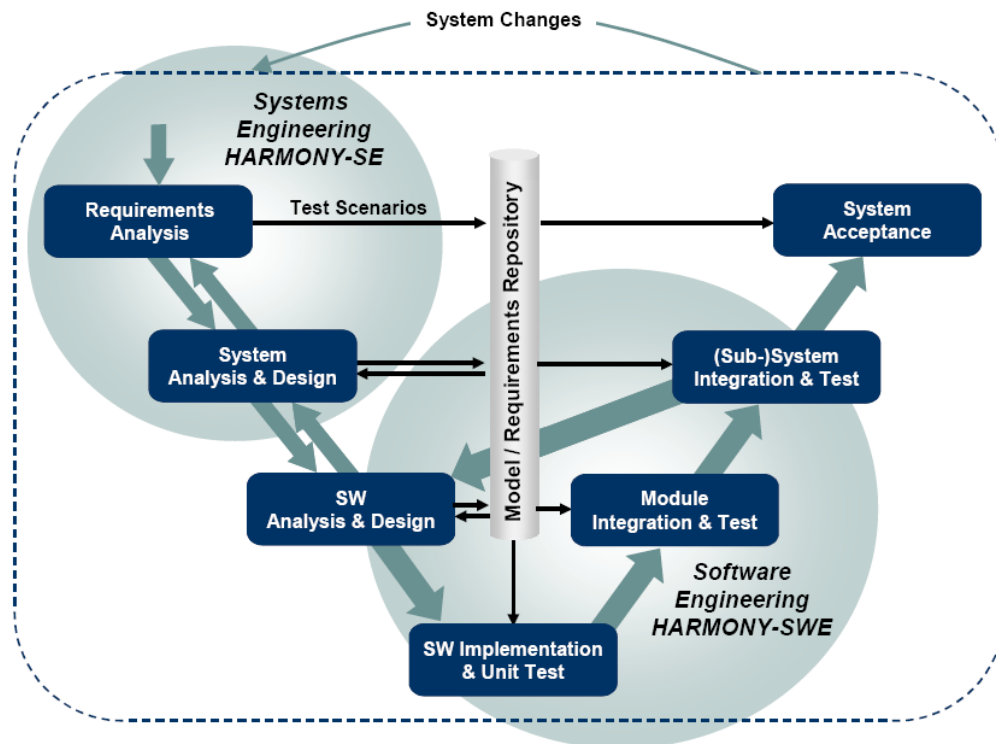 System Changes
Systems
Engineering
HARMONY-SE
Requirements
Analysis
Test Scenarios
Model / Requirements Repository
System
Acceptance
System
Analysis & Design
(Sub-)System
Integration & Test
SW
Analysis & Design
Module
Integration & Test
Software
Engineering
HARMONY-SWE
SW Implementation
& Unit Test